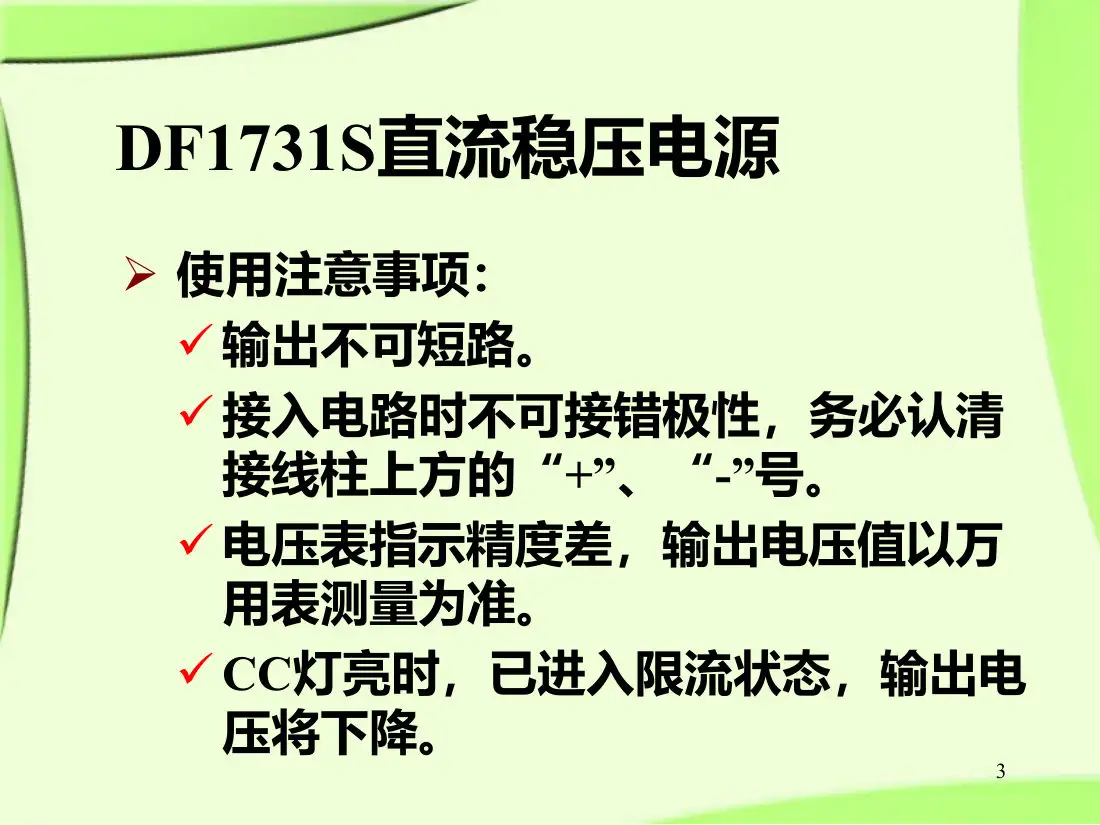 DF1731S直流稳压电源
使用注意事项：
输出不可短路。
接入电路时不可接错极性，务必认清
接线柱上方的“+”、“-”号。
电压表指示精度差，输出电压值以万
用表测量为准。
CC灯亮时，已进入限流状态，输出电
压将下降。
3